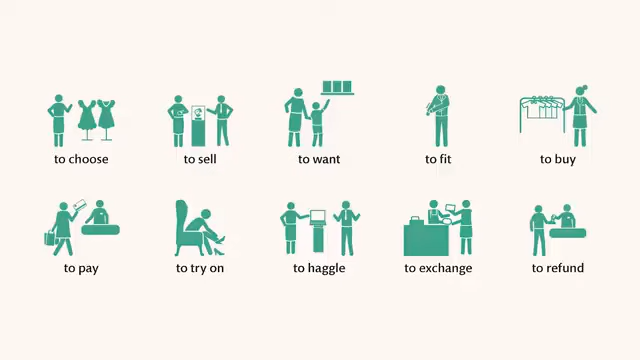 to choose
to sell
to want
to fit
to buy
to pay
to try on
to haggle
to exchange
to refund